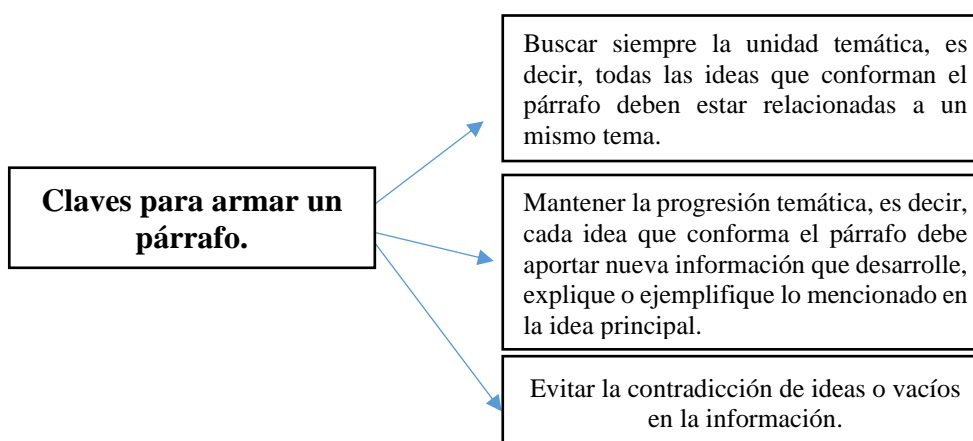 Claves para armar un
párrafo.
Buscar siempre la unidad temática, es
decir, todas las ideas que conforman el
párrafo deben estar relacionadas a un
mismo tema.
Mantener la progresión temática, es decir,
cada idea que conforma el párrafo debe
aportar nueva información que desarrolle,
explique o ejemplifique lo mencionado en
la idea principal.
Evitar la contradicción de ideas o vacíos
en la información.